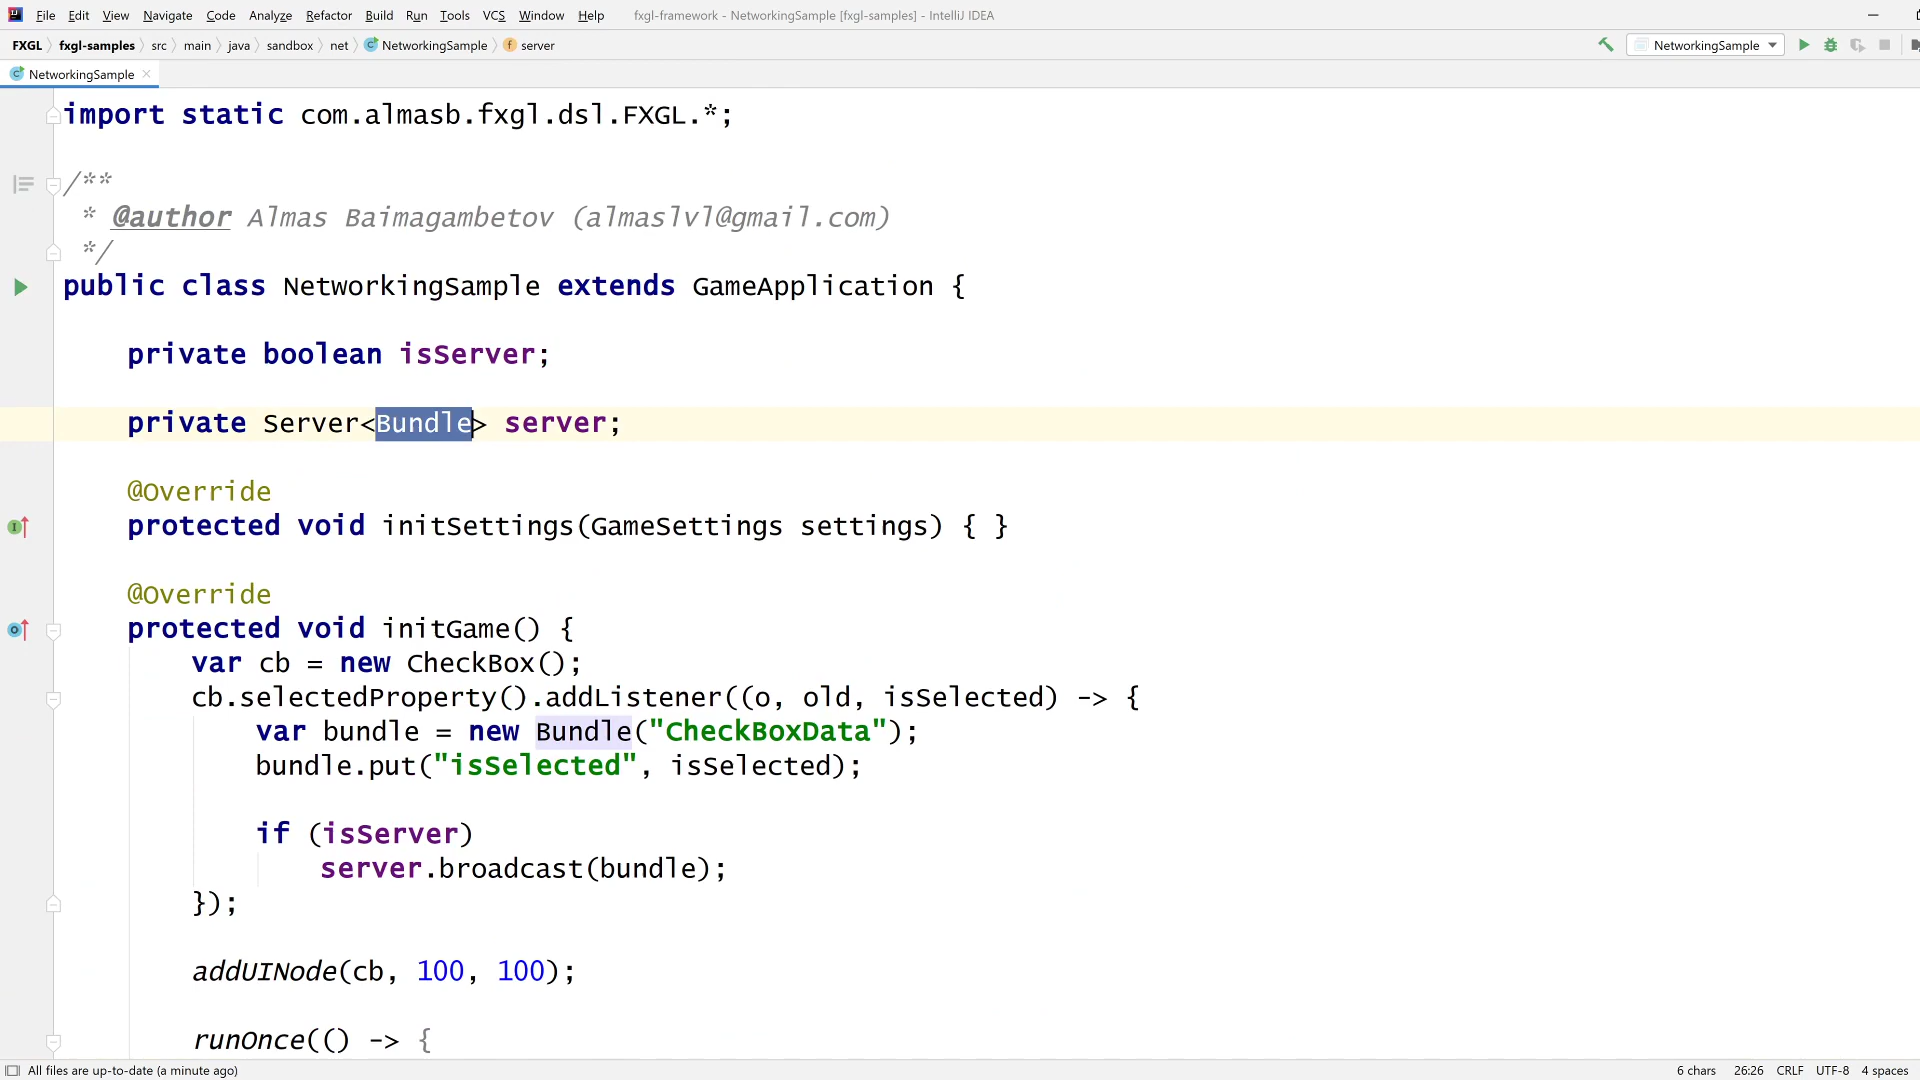 File Edit View Navigate Code Analyze Refactor Build Run Tools VCS Window Help fxgl-framework - NetworkingSample [fxgl-samples] - IntelliJ IDEA
FXGL fxgl-samples src main java sandbox net NetworkingSample server NetworkingSample
NetworkingSample
import static com.almasb.fxgl.dsl.FXGL.*;
/**
* @author Almas Baimagambetov (almaslvl@gmail.com)
*/
public class NetworkingSample extends GameApplication {
private boolean isServer;
private Server<Bundle> server;
@Override
protected void initSettings(GameSettings settings) { }
@Override
protected void initGame() {
var cb = new CheckBox();
cb.selectedProperty().addListener((o, old, isSelected) -> {
var bundle = new Bundle("CheckBoxData");
bundle.put("isSelected", isSelected);
if (isServer)
server.broadcast(bundle);
});
addUINode(cb, 100, 100);
runOnce(() -> {
All files are up-to-date (a minute ago) 6 chars 26:26 CRLF UTF-8 4 spaces